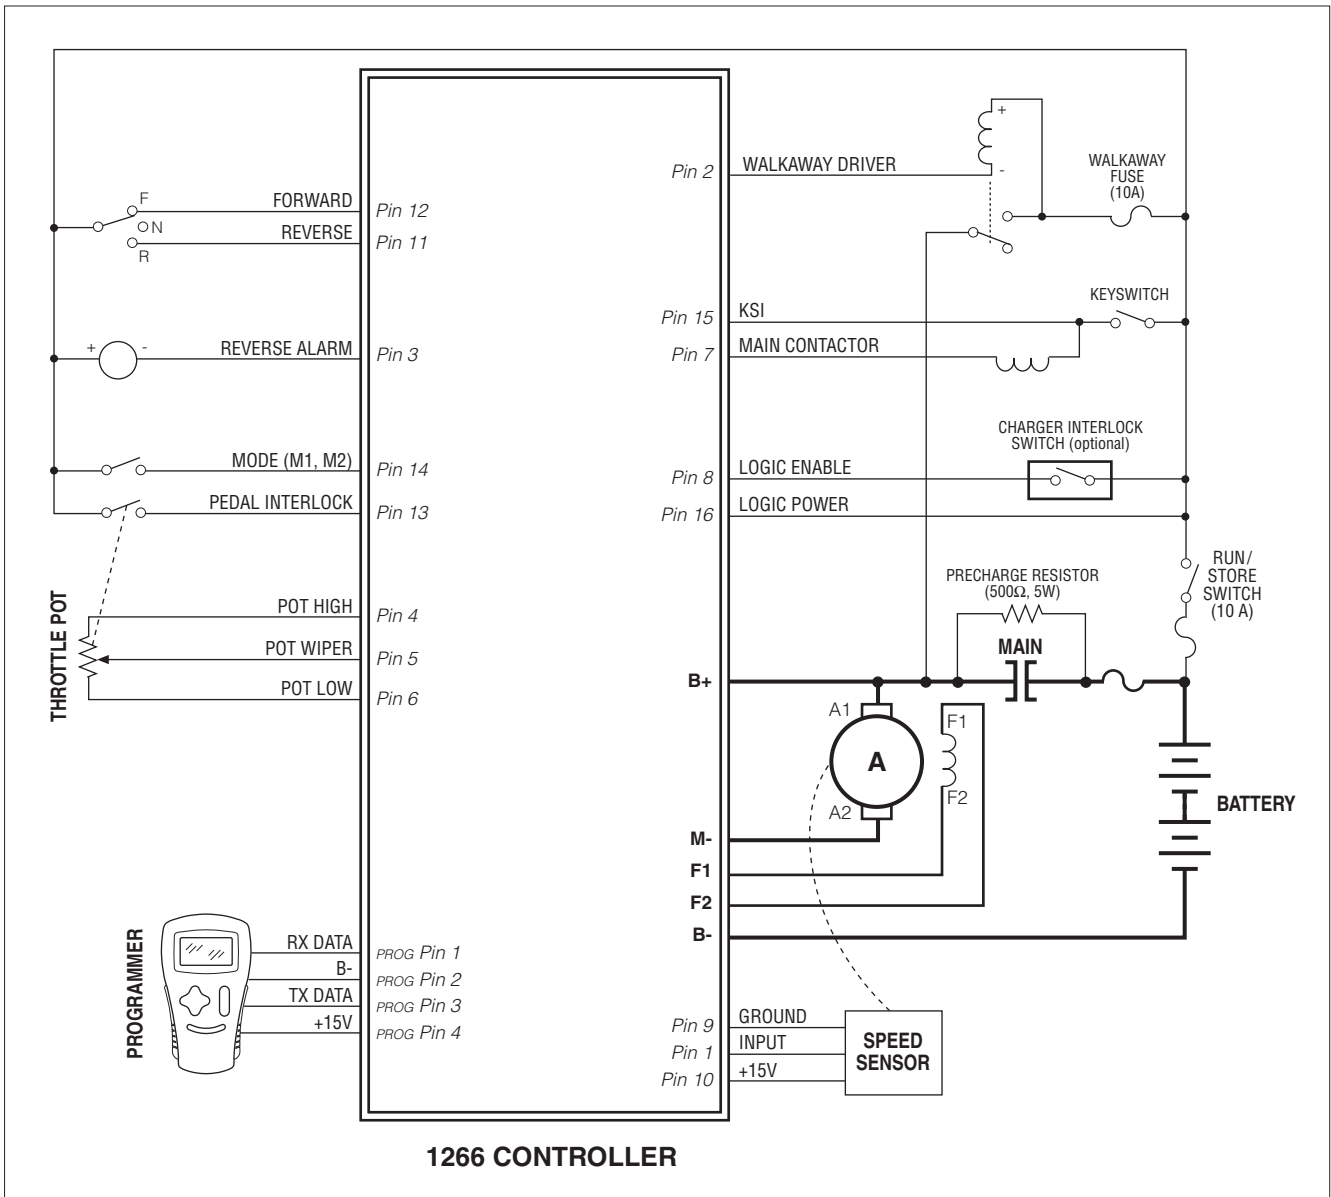 +
-
WALKAWAY
FUSE
(10A)
Pin 2
WALKAWAY DRIVER
F
N
R
FORWARD
Pin 12
REVERSE
Pin 11
KEYSWITCH
Pin 15
KSI
Pin 7
MAIN CONTACTOR
+
-
REVERSE ALARM
Pin 3
CHARGER INTERLOCK
SWITCH (optional)
MODE (M1, M2)
Pin 14
Pin 8
LOGIC ENABLE
PEDAL INTERLOCK
Pin 13
Pin 16
LOGIC POWER
RUN/
STORE
SWITCH
(10 A)
PRECHARGE RESISTOR
(500Ω, 5W)
MAIN
THROTTLE POT
POT HIGH
Pin 4
POT WIPER
Pin 5
POT LOW
Pin 6
B+
A1
A
A2
F1
F2
BATTERY
M-
F1
F2
B-
PROGRAMMER
RX DATA
PROG Pin 1
B-
PROG Pin 2
TX DATA
PROG Pin 3
+15V
PROG Pin 4
Pin 9
GROUND
Pin 1
INPUT
Pin 10
+15V
SPEED
SENSOR
1266 CONTROLLER